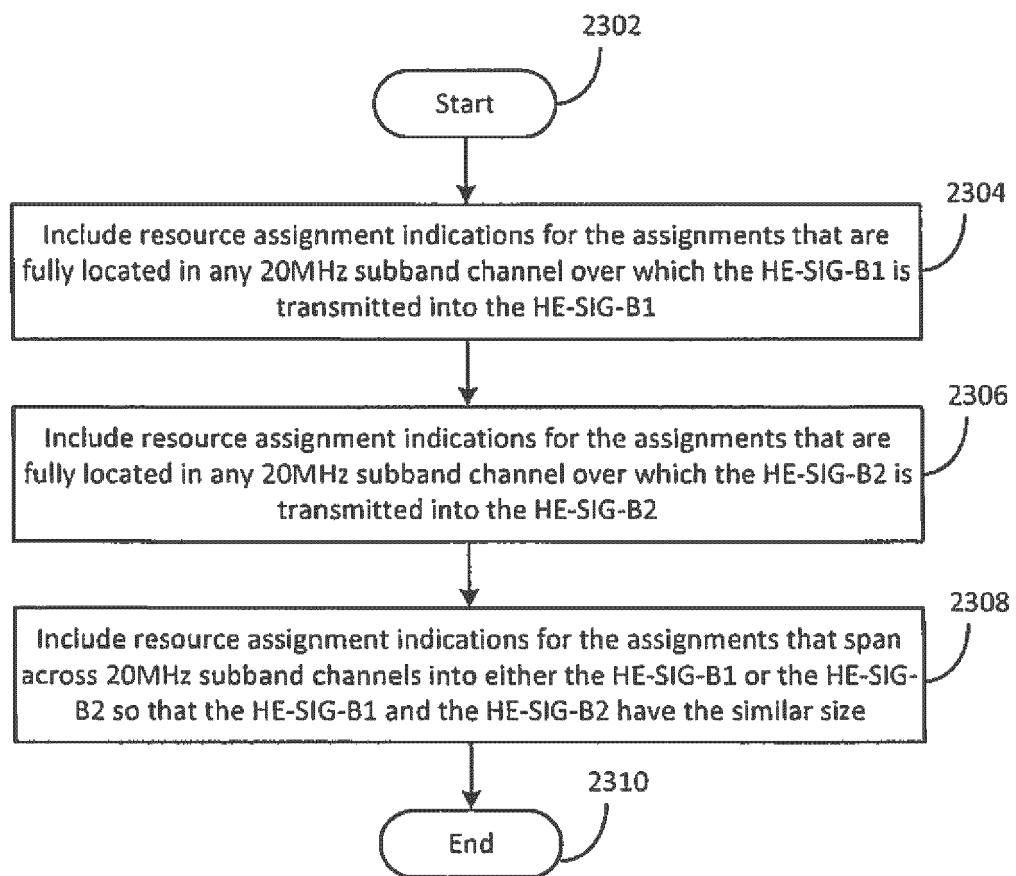 2302
Start
2304
Include resource assignment indications for the assignments that are
fully located in any 20MHz subband channel over which the HE-SIG-B1 is
transmitted into the HE-SIG-B1
2306
Include resource assignment indications for the assignments that are
fully located in any 20MHz subband channel over which the HE-SIG-B2 is
transmitted into the HE-SIG-B2
2308
Include resource assignment indications for the assignments that span
across 20MHz subband channels into either the HE-SIG-B1 or the HE-SIG-
B2 so that the HE-SIG-B1 and the HE-SIG-B2 have the similar size
2310
End